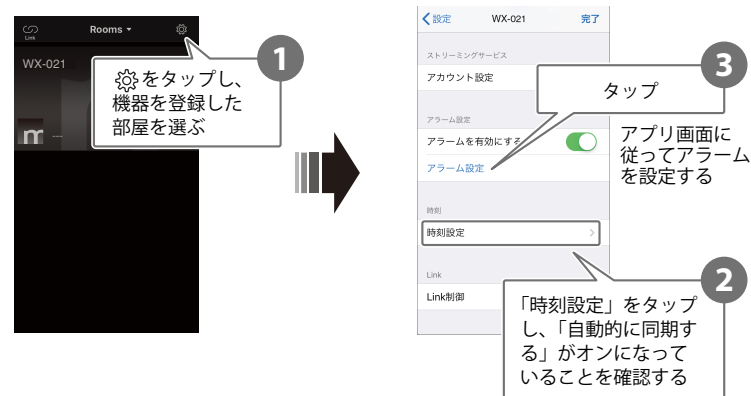 Link
Rooms
WX-021
m
1
をタップし、
機器を登録した
部屋を選ぶ
設定
WX-021
完了
ストリーミングサービス
アカウント設定
3
タップ
アラーム設定
アラームを有効にする
アラーム設定
アプリ画面に
従ってアラーム
を設定する
時刻
時刻設定
Link
Link制御
2
「時刻設定」をタップ
し、「自動的に同期す
る」がオンになって
いることを確認する